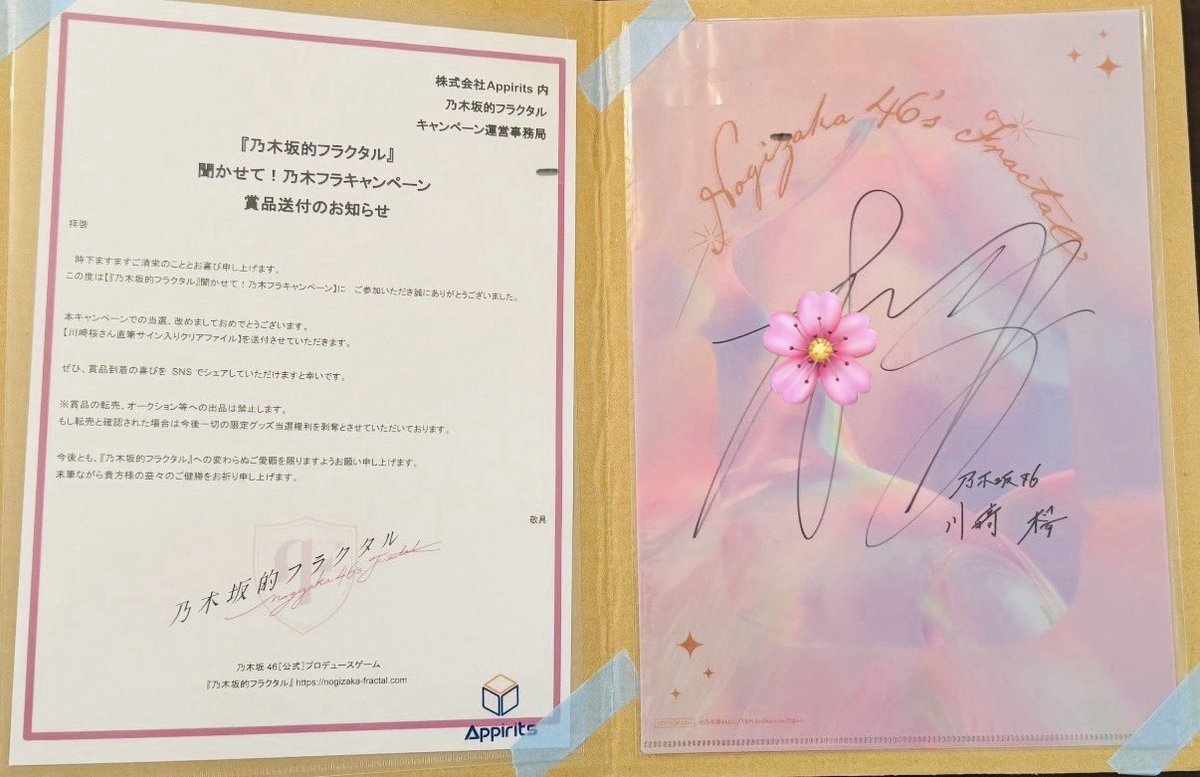 株式会社Appirits 内
乃木坂的フラクタル
キャンペーン運営事務局
『乃木坂的フラクタル』
聞かせて！乃木フラキャンペーン
賞品送付のお知らせ
拝啓
時下ますますご清栄のこととお喜び申し上げます。
この度は【『乃木坂的フラクタル』聞かせて！乃木フラキャンペーン】に ご参加いただき誠にありがとうございました。
本キャンペーンでの当選、改めましておめでとうございます。
【川﨑桜さん直筆サイン入りクリアファイル】を送付させていただきます。
ぜひ、賞品到着の喜びを SNS でシェアしていただけますと幸いです。
※賞品の転売、オークション等への出品は禁止します。
もし転売と確認された場合は今後一切の限定グッズ当選権利を剥奪とさせていただいております。
今後とも、『乃木坂的フラクタル』への変わらぬご愛顧を賜りますようお願い申し上げます。
末筆ながら貴方様の益々のご健勝をお祈り申し上げます。
敬具
乃木坂的フラクタル
nogizaka 46's Fractal
乃木坂 46［公式］プロデュースゲーム
『乃木坂的フラクタル』 https://nogizaka-fractal.com
Appirits
Nogizaka 46's Fractal
乃木坂46
川﨑 桜
NOT FOR SALE